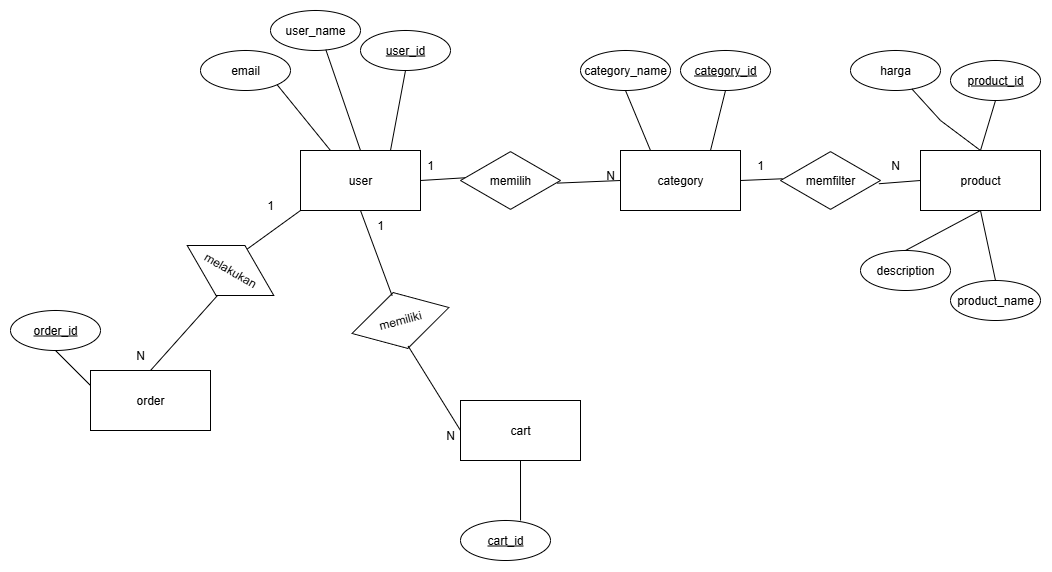 user_name
user_id
email
category_name
category_id
harga
product_id
user
1
memilih
N
category
1
memfilter
N
product
1
1
melakukan
description
product_name
memiliki
order_id
N
order
N
cart
cart_id